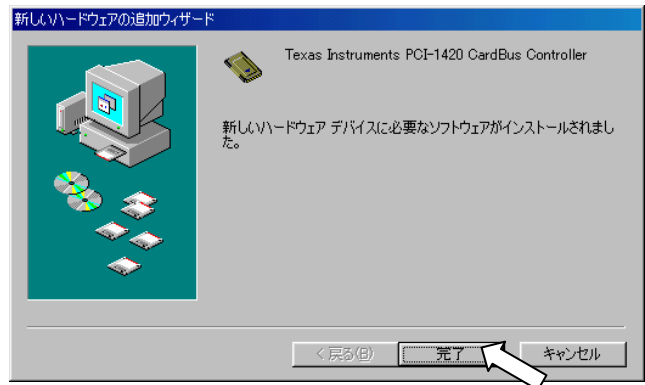 新しいハードウェアの追加ウィザード
Texas Instruments PCI-1420 CardBus Controller
新しいハードウェア デバイスに必要なソフトウェアがインストールされまし
た。
< 戻る(B)
完了
キャンセル